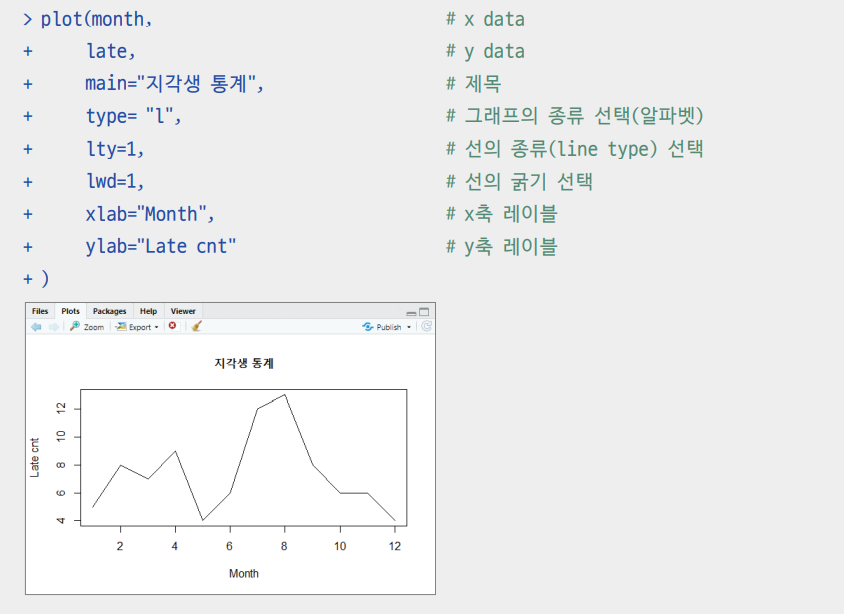 > plot(month, # x data
+ late, # y data
+ main="지각생 통계", # 제목
+ type= "l", # 그래프의 종류 선택(알파벳)
+ lty=1, # 선의 종류(line type) 선택
+ lwd=1, # 선의 굵기 선택
+ xlab="Month", # x축 레이블
+ ylab="Late cnt" # y축 레이블
+ )
Files Plots Packages Help Viewer
Zoom Export Publish
지각생 통계
Late cnt
12
10
8
6
4
2 4 6 8 10 12
Month